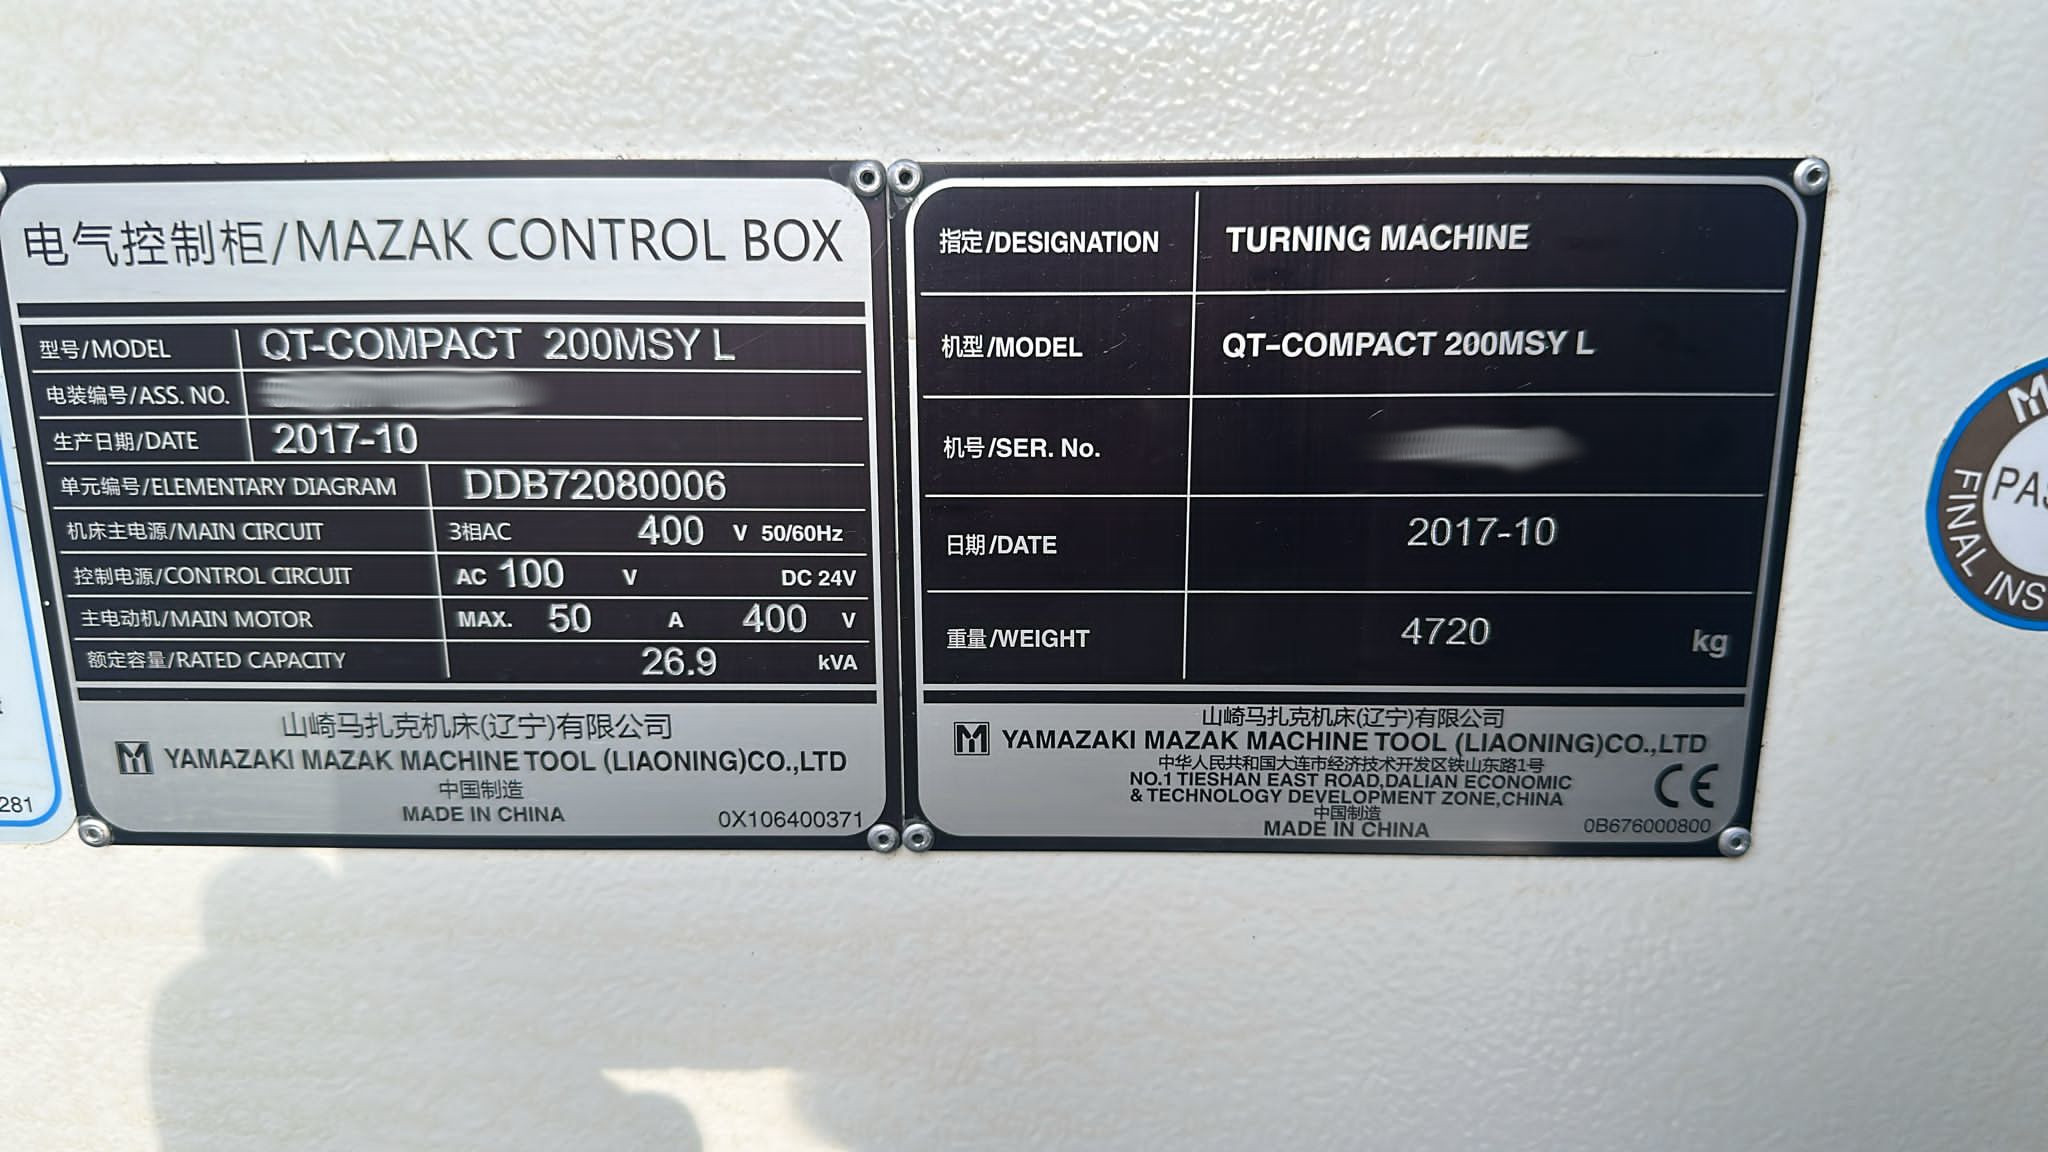 电气控制柜/MAZAK CONTROL BOX
型号/MODEL QT-COMPACT 200MSY L
电装编号/ASS. NO.
生产日期/DATE 2017-10
单元编号/ELEMENTARY DIAGRAM DDB72080006
机床主电源/MAIN CIRCUIT 3相AC 400 V 50/60Hz
控制电源/CONTROL CIRCUIT AC 100 V DC 24V
主电动机/MAIN MOTOR MAX. 50 A 400 V
额定容量/RATED CAPACITY 26.9 kVA
山崎马扎克机床(辽宁)有限公司
YAMAZAKI MAZAK MACHINE TOOL (LIAONING)CO.,LTD
中国制造
MADE IN CHINA
0X106400371
指定/DESIGNATION TURNING MACHINE
机型/MODEL QT-COMPACT 200MSY L
机号/SER. No.
日期/DATE 2017-10
重量/WEIGHT 4720 kg
山崎马扎克机床(辽宁)有限公司
YAMAZAKI MAZAK MACHINE TOOL (LIAONING)CO.,LTD
中华人民共和国大连市经济技术开发区铁山东路1号
NO.1 TIESHAN EAST ROAD,DALIAN ECONOMIC
& TECHNOLOGY DEVELOPMENT ZONE,CHINA
CE
中国制造
MADE IN CHINA
0B676000800
281
PAS
FINAL INS